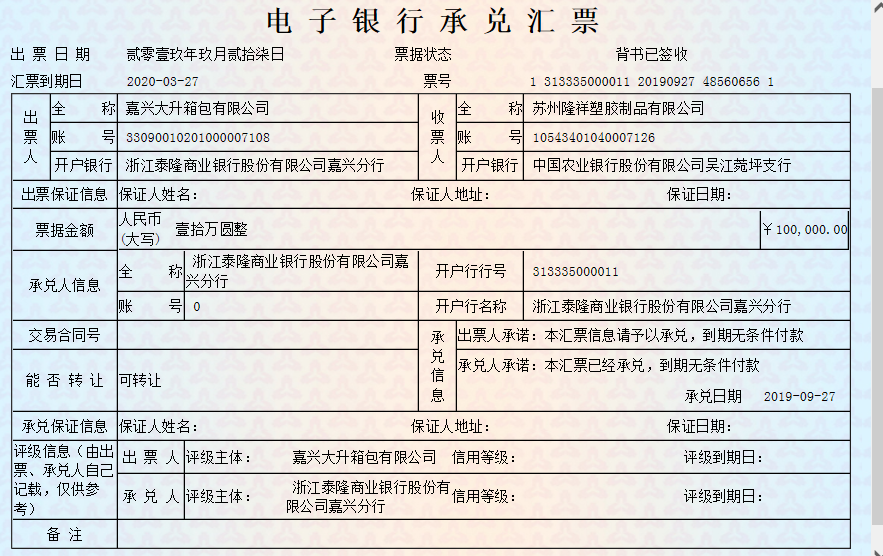 电子银行承兑汇票
出票日期 贰零壹玖年玖月贰拾柒日 票据状态 背书已签收
汇票到期日 2020-03-27 票号 1 313335000011 20190927 48560656 1
出票人 全称 嘉兴大升箱包有限公司 收票人 全称 苏州隆祥塑胶制品有限公司
账号 33090010201000007108 账号 10543401040007126
开户银行 浙江泰隆商业银行股份有限公司嘉兴分行 开户银行 中国农业银行股份有限公司吴江菀坪支行
出票保证信息 保证人姓名： 保证人地址： 保证日期：
票据金额 人民币
(大写) 壹拾万圆整 ￥100,000.00
承兑人信息 全称 浙江泰隆商业银行股份有限公司嘉
兴分行 开户行行号 313335000011
账号 0 开户行名称 浙江泰隆商业银行股份有限公司嘉兴分行
交易合同号 承兑信息 出票人承诺：本汇票信息请予以承兑，到期无条件付款
能否转让 可转让 承兑人承诺：本汇票已经承兑，到期无条件付款
承兑日期 2019-09-27
承兑保证信息 保证人姓名： 保证人地址： 保证日期：
评级信息（由出
票、承兑人自己
记载，仅供参
考）
出票人 评级主体： 嘉兴大升箱包有限公司 信用等级： 评级到期日：
承兑人 评级主体： 浙江泰隆商业银行股份有
限公司嘉兴分行 信用等级： 评级到期日：
备注